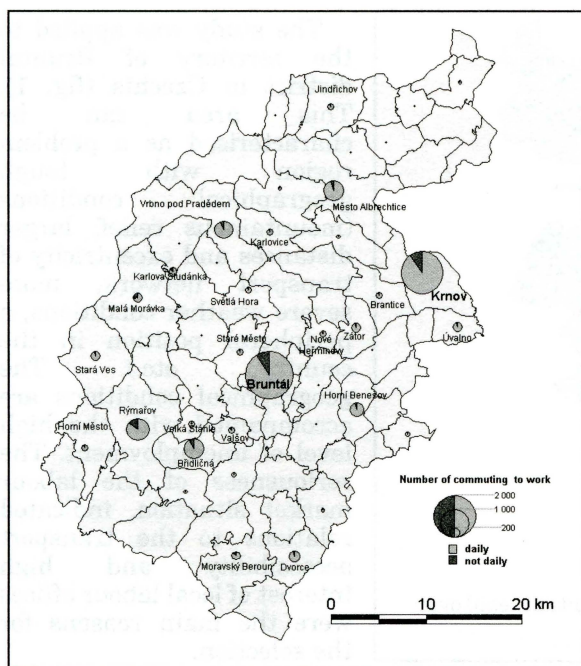 Jindřichov
Město Albrechtice
Vrbno pod Pradědem
Karlovice
Karlova Studánka
Krnov
Světlá Hora
Brantice
Malá Morávka
Staré Město
Nové
Heřminovy
Zátor
Úvalno
Stará Ves
Bruntál
Horní Benešov
Rýmařov
Horní Město
Velká Štáhle
Valšov
Břidličná
Number of commuting to work
2 000
1 000
200
daily
not daily
Moravský Beroun
Dvorce
0 10 20 km